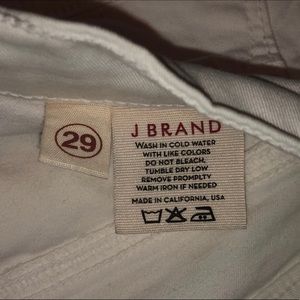 29
J BRAND
WASH IN COLD WATER
WITH LIKE COLORS
DO NOT BLEACH,
TUMBLE DRY LOW
REMOVE PROMPTLY
WARM IRON IF NEEDED
MADE IN CALIFORNIA, USA